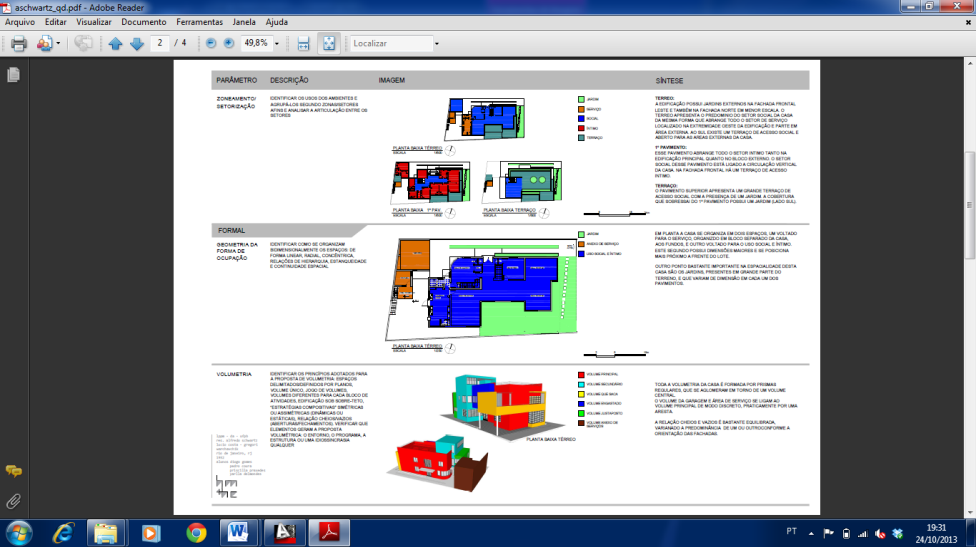 aschwartz_qd.pdf - Adobe Reader
Arquivo Editar Visualizar Documento Ferramentas Janela Ajuda
2 / 4 49,8% Localizar
PARÂMETRO DESCRIÇÃO IMAGEM SÍNTESE
ZONEAMENTO/
SETORIZAÇÃO
IDENTIFICAR OS USOS DOS AMBIENTES E
AGRUPÁ-LOS SEGUNDO ZONAS/SETORES
AFINS E ANALISAR A ARTICULAÇÃO ENTRE OS
SETORES
PLANTA BAIXA TÉRREO
ESCALA
PLANTA BAIXA 1º PAV.
ESCALA
PLANTA BAIXA TERRAÇO
ESCALA
JARDIM
SERVIÇO
SOCIAL
ÍNTIMO
TERRAÇO
TERREO:
A EDIFICAÇÃO POSSUI JARDINS EXTERNOS NA FACHADA FRONTAL
LESTE E TAMBÉM NA FACHADA NORTE EM MENOR ESCALA. O
TERREO APRESENTA O PREDOMÍNIO DO SETOR SOCIAL DA CASA
DA MESMA FORMA QUE ABRANGE TODO O SETOR DE SERVIÇO
LOCALIZADO NA EXTREMIDADE OESTE DA EDIFICAÇÃO E PARTE EM
ÁREA EXTERNA. AO SUL EXISTE UM TERRAÇO DE ACESSO SOCIAL E
ABERTO PARA AS ÁREAS EXTERNAS DA CASA.
1º PAVIMENTO:
ESSE PAVIMENTO ABRANGE TODO O SETOR INTIMO TANTO NA
EDIFICAÇÃO PRINCIPAL QUANTO NO BLOCO EXTERNO. O SETOR
SOCIAL DESSE PAVIMENTO ESTÁ LIGADO A CIRCULAÇÃO VERTICAL
DA CASA. NA FACHADA FRONTAL HÁ UM TERRAÇO DE ACESSO
INTIMO.
TERRAÇO:
O PAVIMENTO SUPERIOR APRESENTA UM GRANDE TERRAÇO DE
ACESSO SOCIAL COM A PRESENÇA DE UM JARDIM. A COBERTURA
QUE SOBRESSAI DO 1º PAVIMENTO POSSUI UM JARDIM (LADO SUL).
FORMAL
GEOMETRIA DA
FORMA DE
OCUPAÇÃO
IDENTIFICAR COMO SE ORGANIZAM
BIDIMENSIONALMENTE OS ESPAÇOS: DE
FORMA LINEAR, RADIAL, CONCÊNTRICA,
RELAÇÕES DE HIERARQUIA, ESTANQUEIDADE
E CONTINUIDADE ESPACIAL
PLANTA BAIXA TÉRREO
ESCALA
JARDIM
ANEXO DE SERVIÇO
USO SOCIAL E ÍNTIMO
EM PLANTA A CASA SE ORGANIZA EM DOIS ESPAÇOS, UM VOLTADO
PARA O SERVIÇO, ORGANIZADO EM BLOCO SEPARADO DA CASA,
AOS FUNDOS, E OUTRO VOLTADO PARA O USO SOCIAL E ÍNTIMO.
ESTE SEGUNDO POSSUI DIMENSÕES MAIORES E SE POSICIONA
MAIS PRÓXIMO A FRENTE DO LOTE.
OUTRO PONTO BASTANTE IMPORTANTE NA ESPACIALIDADE DESTA
CASA SÃO OS JARDINS, PRESENTES EM GRANDE PARTE DO
TERRENO, E QUE VARIAM DE DIMENSÃO EM CADA UM DOS
PAVIMENTOS.
VOLUMETRIA
IDENTIFICAR OS PRINCÍPIOS ADOTADOS PARA
A PROPOSTA DE VOLUMETRIA: ESPAÇOS
DELIMITADOS/DEFINIDOS POR PLANOS,
VOLUME ÚNICO, JOGO DE VOLUMES,
VOLUMES DIFERENTES PARA CADA BLOCO DE
ATIVIDADES, EDIFICAÇÃO SOB SOBRE-TETO,
"ESTRATÉGIAS COMPOSITIVAS" SIMÉTRICAS
OU ASSIMÉTRICAS (DINÂMICAS OU
ESTÁTICAS), RELAÇÃO CHEIOS/VAZIOS
(ABERTURA/FECHAMENTOS). VERIFICAR QUE
ELEMENTOS GERAM A PROPOSTA
VOLUMÉTRICA: O ENTORNO, O PROGRAMA, A
ESTRUTURA OU UMA IDEOSSINCRASIA
QUALQUER
PLANTA BAIXA TÉRREO
VOLUME PRINCIPAL
VOLUME SECUNDÁRIO
VOLUME JUSTAPOSTO
VOLUME ANEXO DE
SERVIÇOS
TODA A VOLUMETRIA DA CASA É FORMADA POR PRISMAS
REGULARES, QUE SE AGLOMERAM EM TORNO DE UM VOLUME
CENTRAL.
O VOLUME DA GARAGEM E ÁREA DE SERVIÇO SE LIGAM AO
VOLUME PRINCIPAL DE MODO DISCRETO, PRATICAMENTE POR UMA
ARESTA.
A RELAÇÃO CHEIOS E VAZIOS É BASTANTE EQUILIBRADA,
VARIANDO A PREDOMINÂNCIA DE UM OU OUTROCONFORME A
ORIENTAÇÃO DAS FACHADAS.
PT
19:31
24/10/2013